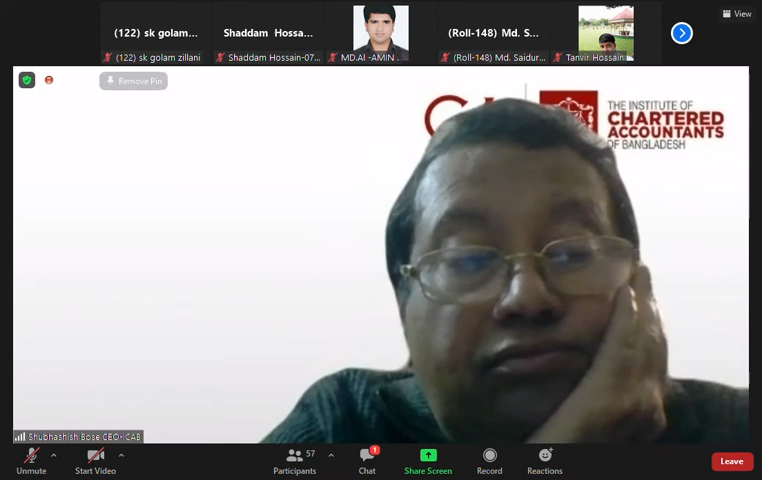 (122) sk golam...
Shaddam Hossa...
(Roll-148) Md. S...
View
(122) sk golam zillani
Shaddam Hossain-07...
MD.Al -AMIN .
(Roll-148) Md. Saidur...
Tanvir Hossain
Remove Pin
THE INSTITUTE OF
CHARTERED
ACCOUNTANTS
OF BANGLADESH
Shubhashish Bose CEO-ICAB
Unmute
Start Video
Participants
57
Chat
1
Share Screen
Record
Reactions
Leave